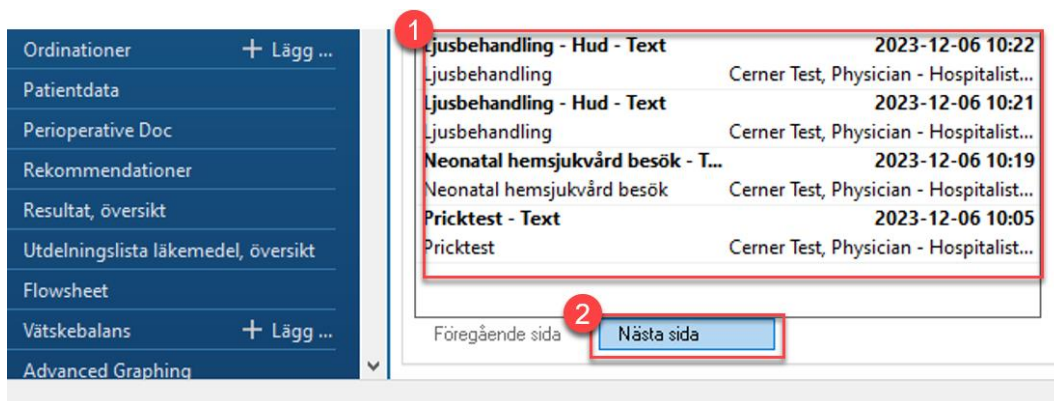 Ordinationer + Lägg ...
Patientdata
Perioperative Doc
Rekommendationer
Resultat, översikt
Utdelningslista läkemedel, översikt
Flowsheet
Vätskebalans + Lägg ...
Advanced Graphing
1
Ljusbehandling - Hud - Text 2023-12-06 10:22
Ljusbehandling Cerner Test, Physician - Hospitalist...
Ljusbehandling - Hud - Text 2023-12-06 10:21
Ljusbehandling Cerner Test, Physician - Hospitalist...
Neonatal hemsjukvård besök - T... 2023-12-06 10:19
Neonatal hemsjukvård besök Cerner Test, Physician - Hospitalist...
Pricktest - Text 2023-12-06 10:05
Pricktest Cerner Test, Physician - Hospitalist...
2
Föregående sida Nästa sida